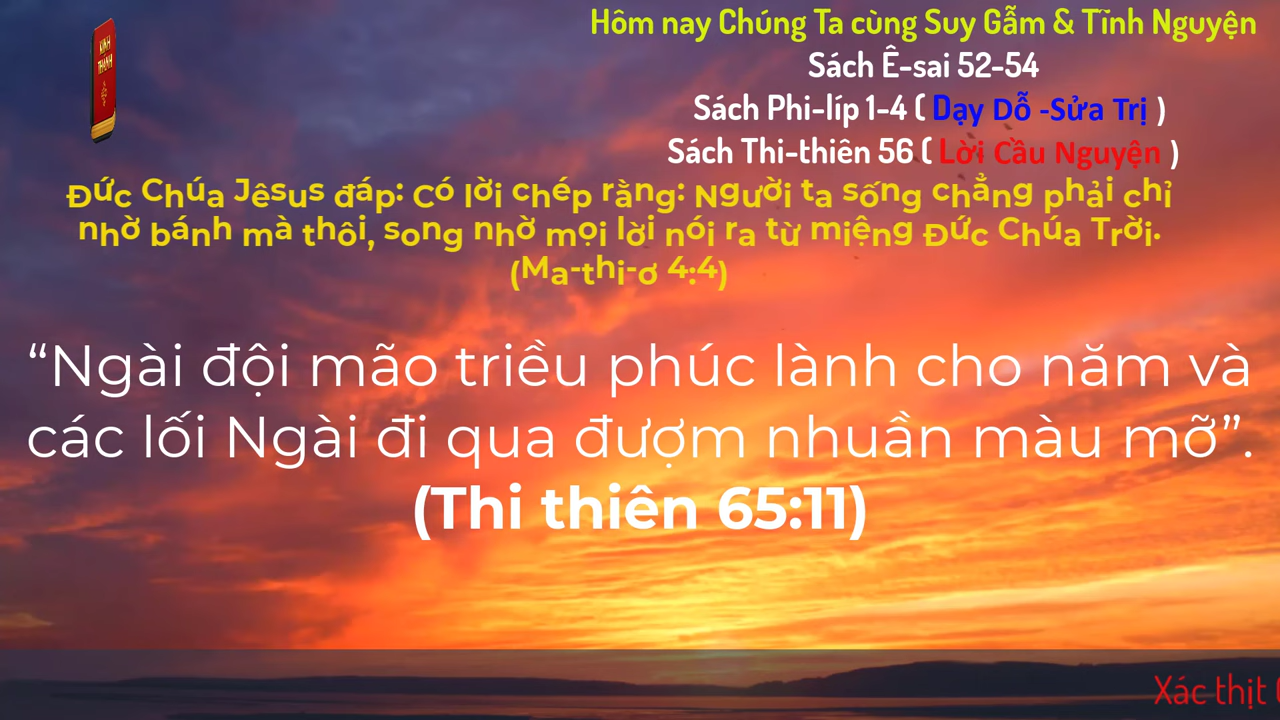 KINH
THÁNH
Hôm nay Chúng Ta cùng Suy Gẫm & Tĩnh Nguyện
Sách Ê-sai 52-54
Sách Phi-líp 1-4 ( Dạy Dỗ -Sửa Trị )
Sách Thi-thiên 56 ( Lời Cầu Nguyện )
Đức Chúa Jêsus đáp: Có lời chép rằng: Người ta sống chẳng phải chỉ
nhờ bánh mà thôi, song nhờ mọi lời nói ra từ miệng Đức Chúa Trời.
(Ma-thi-ơ 4:4)
“Ngài đội mão triều phúc lành cho năm và
các lối Ngài đi qua đượm nhuần màu mỡ”.
(Thi thiên 65:11)
Xác thịt